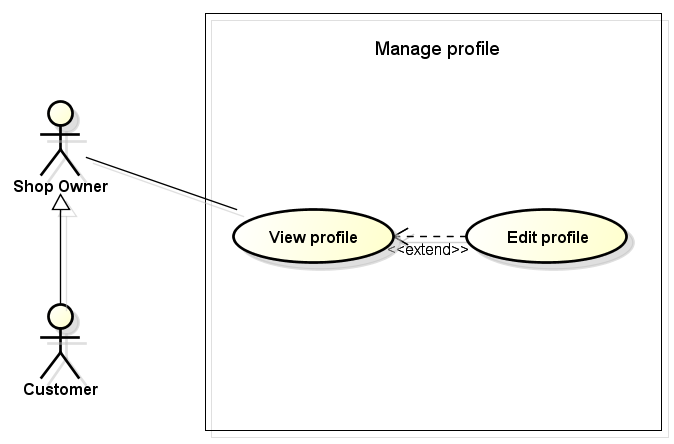 Manage profile
Shop Owner
View profile
<<extend>>
Edit profile
Customer